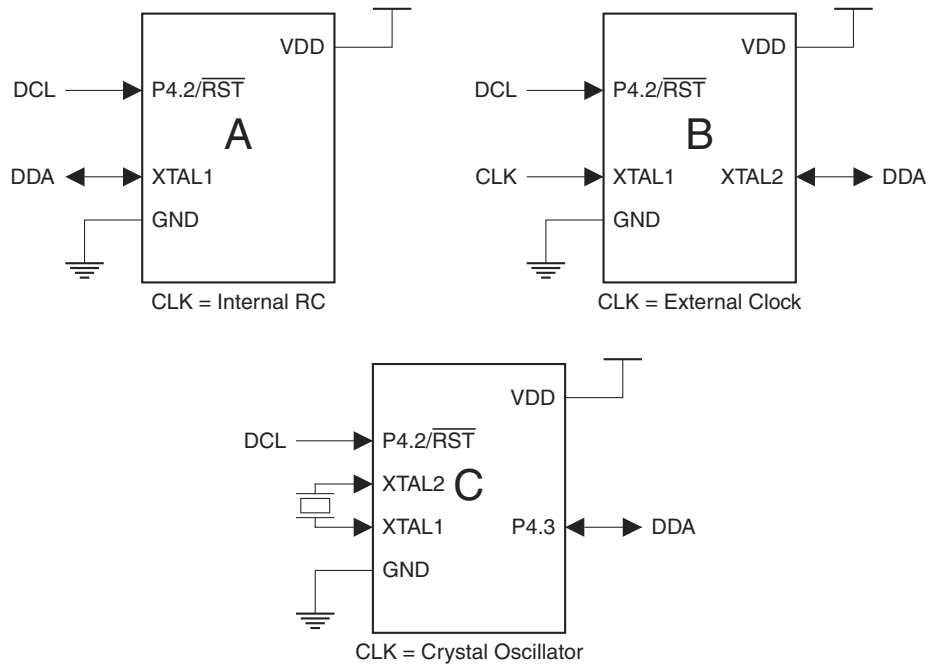 VDD
DCL
P4.2/RST
A
DDA
XTAL1
GND
CLK = Internal RC
VDD
DCL
P4.2/RST
B
CLK
XTAL1
XTAL2
DDA
GND
CLK = External Clock
VDD
DCL
P4.2/RST
XTAL2
C
XTAL1
P4.3
DDA
GND
CLK = Crystal Oscillator